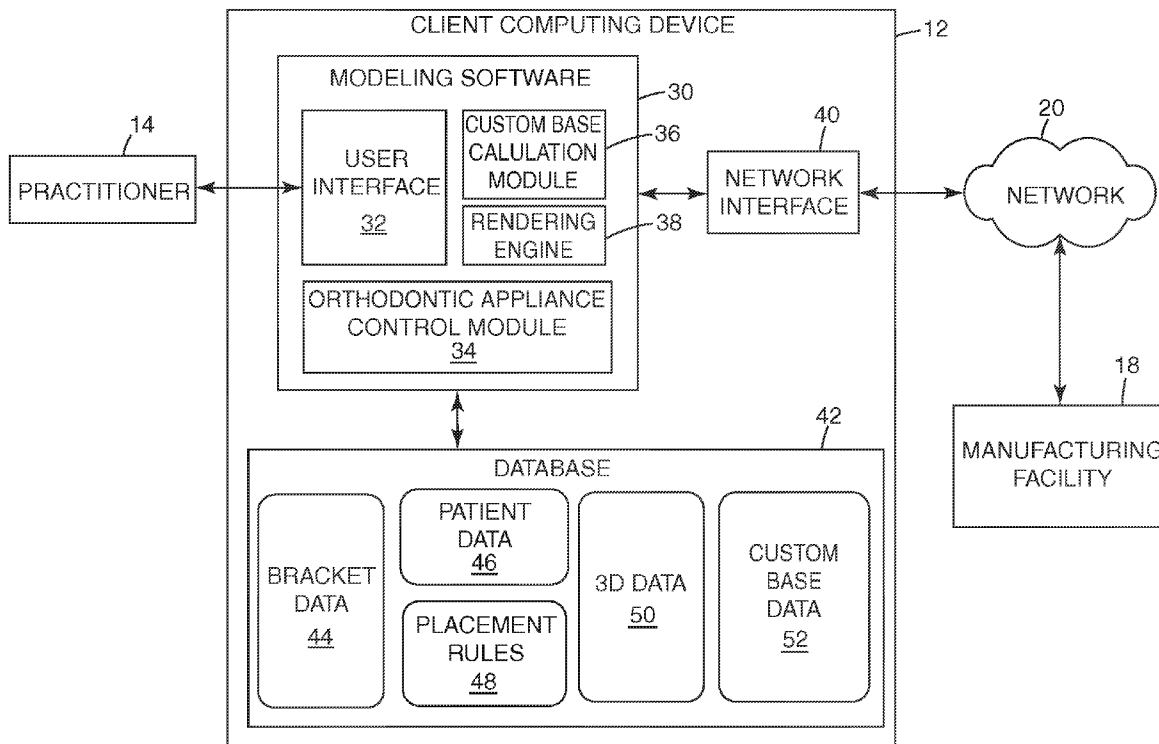 CLIENT COMPUTING DEVICE
12
MODELING SOFTWARE
30
14
PRACTITIONER
USER
INTERFACE
32
CUSTOM BASE
CALULATION
MODULE
36
RENDERING
ENGINE
38
ORTHODONTIC APPLIANCE
CONTROL MODULE
34
40
NETWORK
INTERFACE
20
NETWORK
18
MANUFACTURING
FACILITY
42
DATABASE
BRACKET
DATA
44
PATIENT
DATA
46
PLACEMENT
RULES
48
3D DATA
50
CUSTOM
BASE
DATA
52